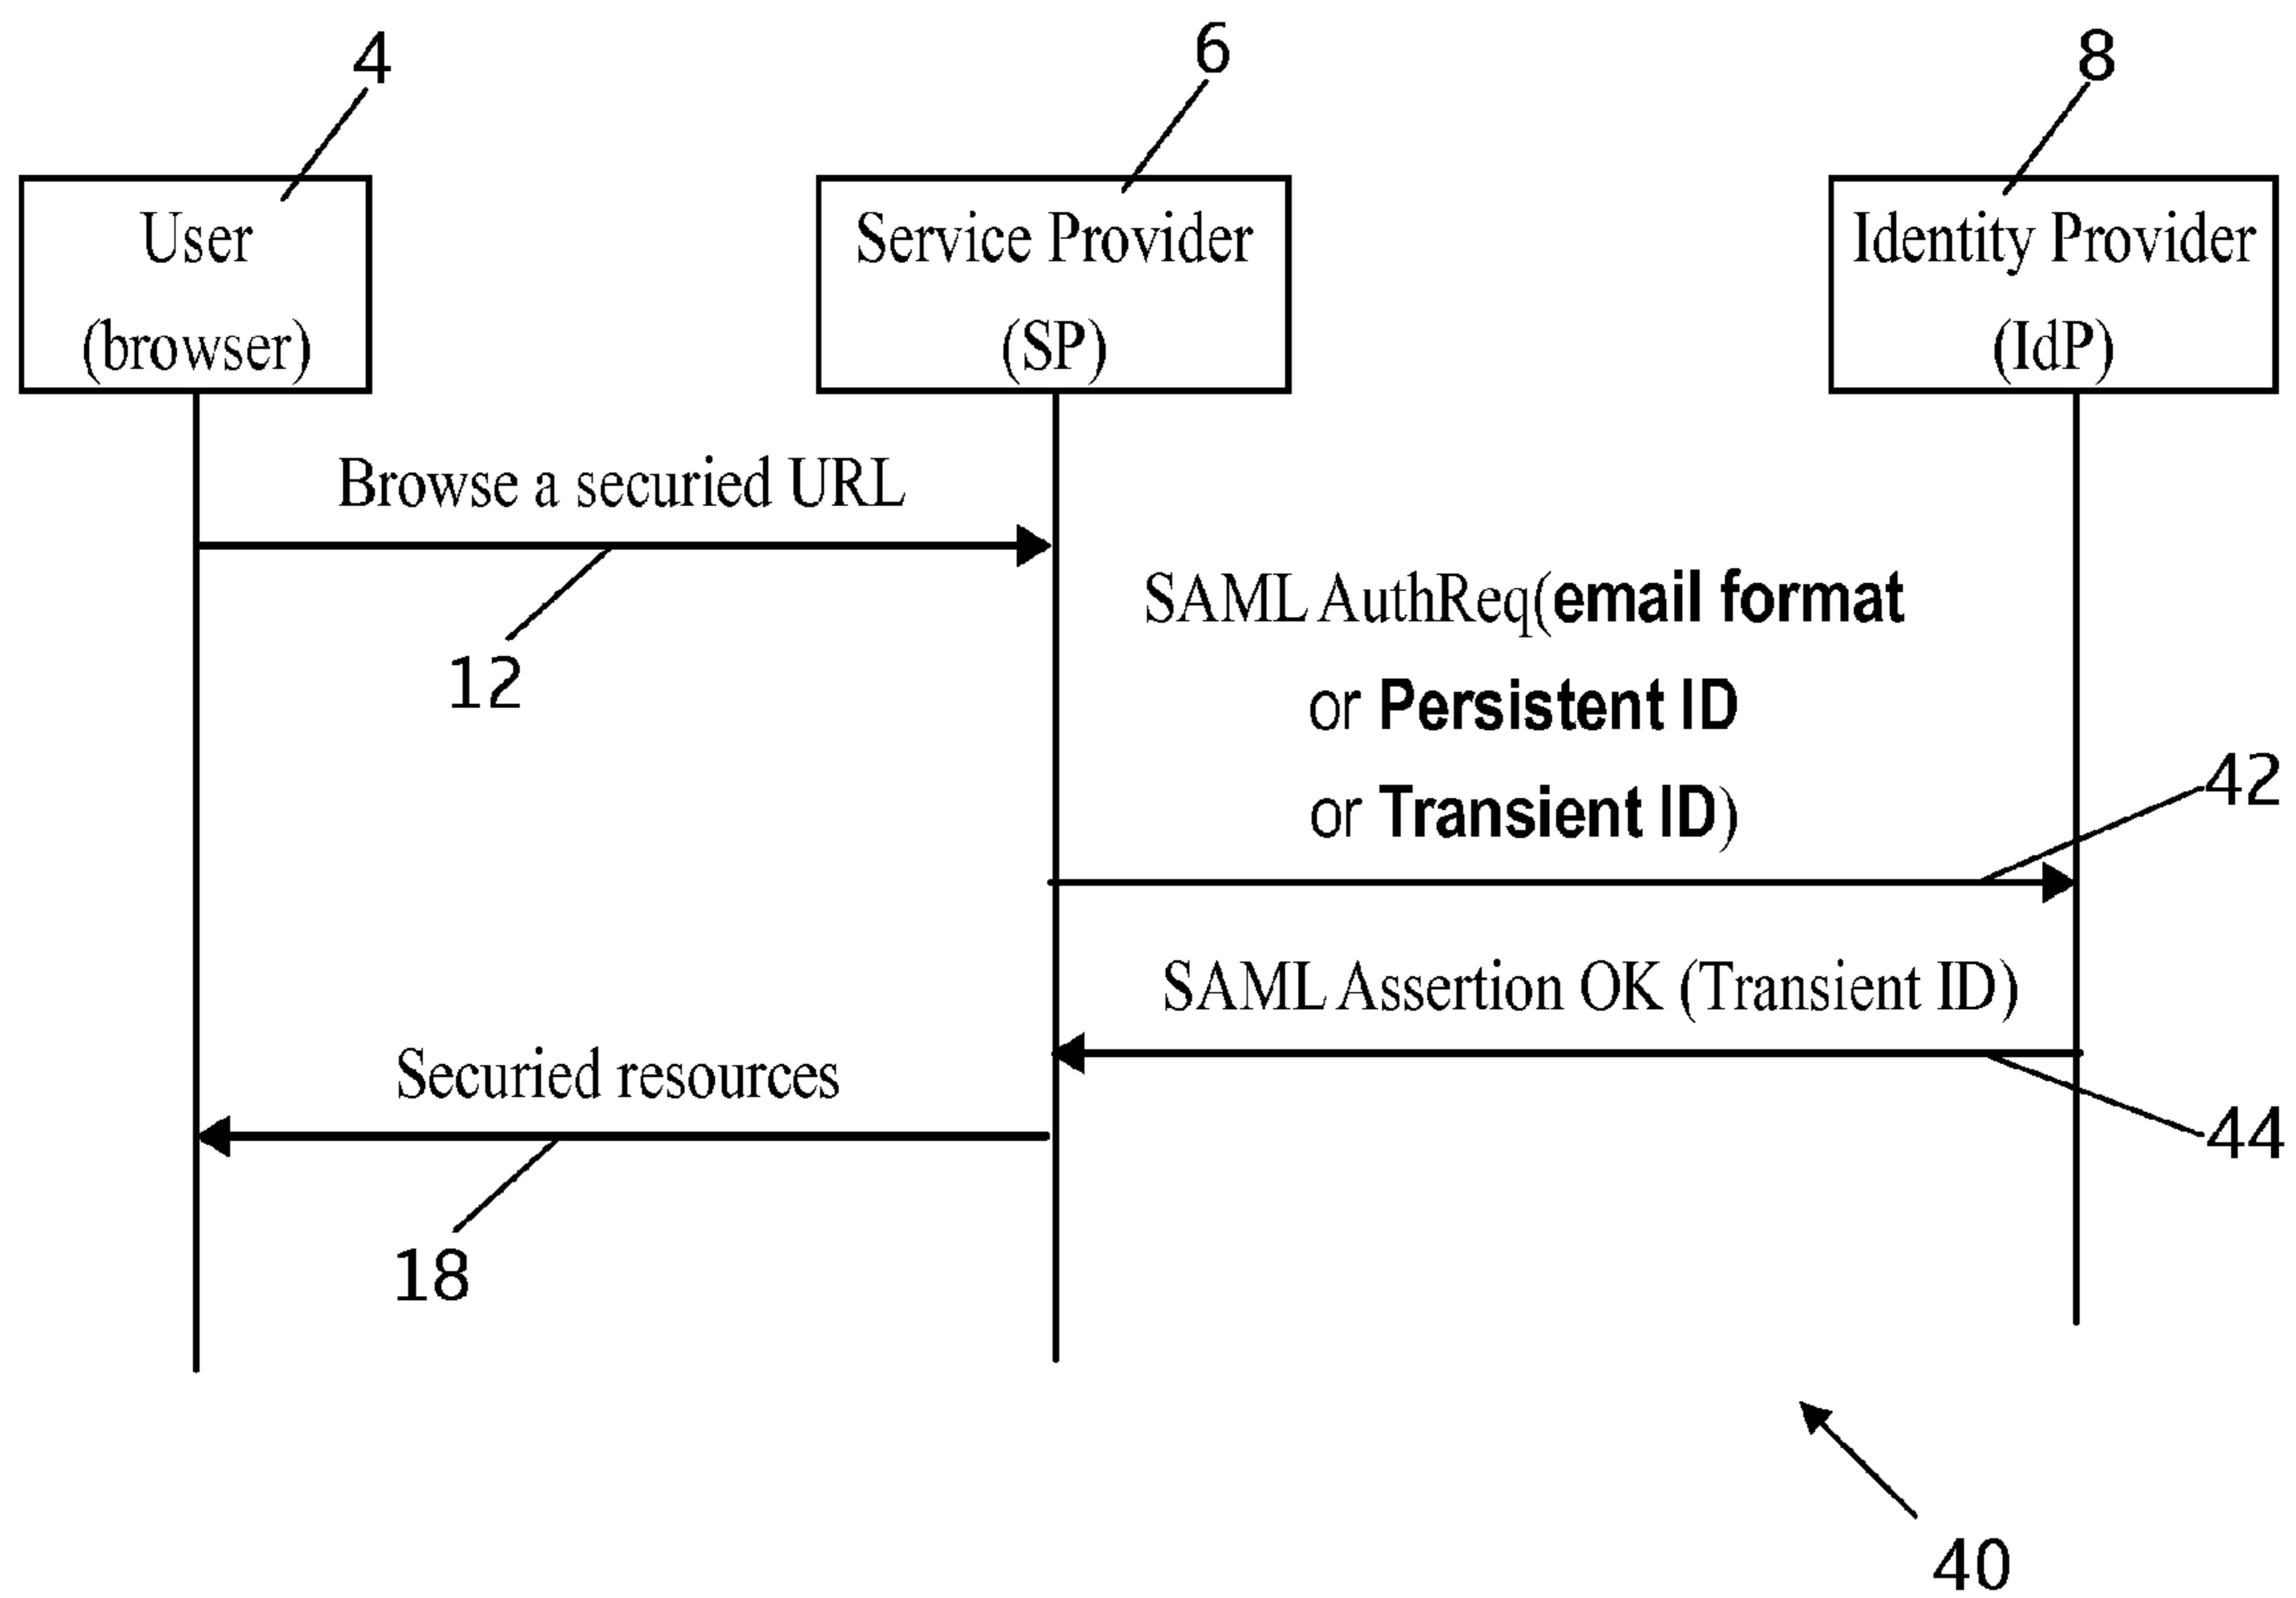 4
6
8
User
(browser)
Service Provider
(SP)
Identity Provider
(IdP)
Browse a securied URL
12
SAML AuthReq(email format
or Persistent ID
or Transient ID)
42
SAML Assertion OK (Transient ID)
Securied resources
44
18
40